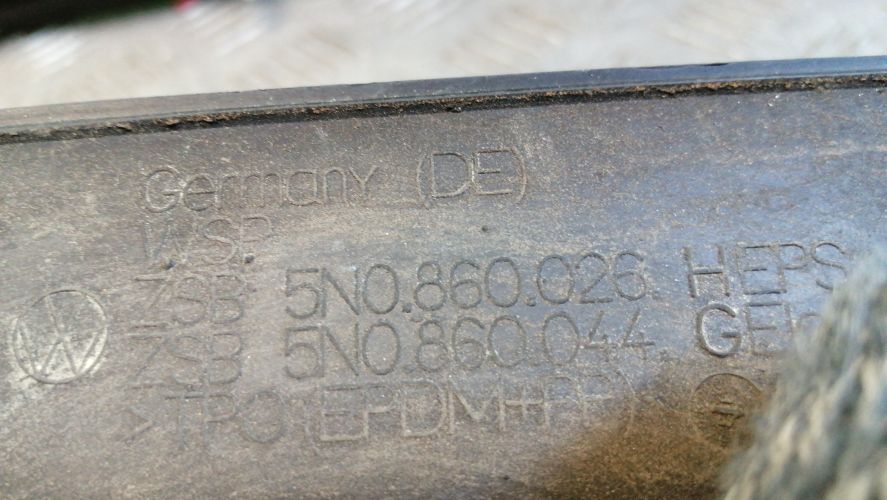 Germany (DE)
WSP
ZSB 5N0.860.026. HEPS
ZSB 5N0.860.044.
>TPO(EPDM+PP)